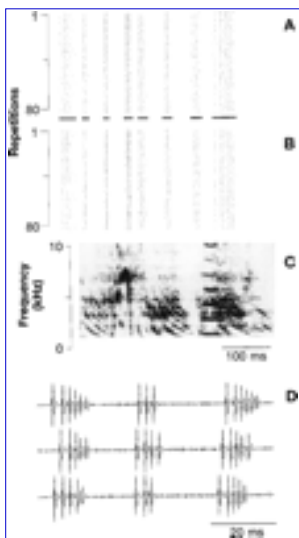 1
A
Repetitions
80
1
B
80
10
C
Frequency
(kHz)
0
100 ms
D
20 ms